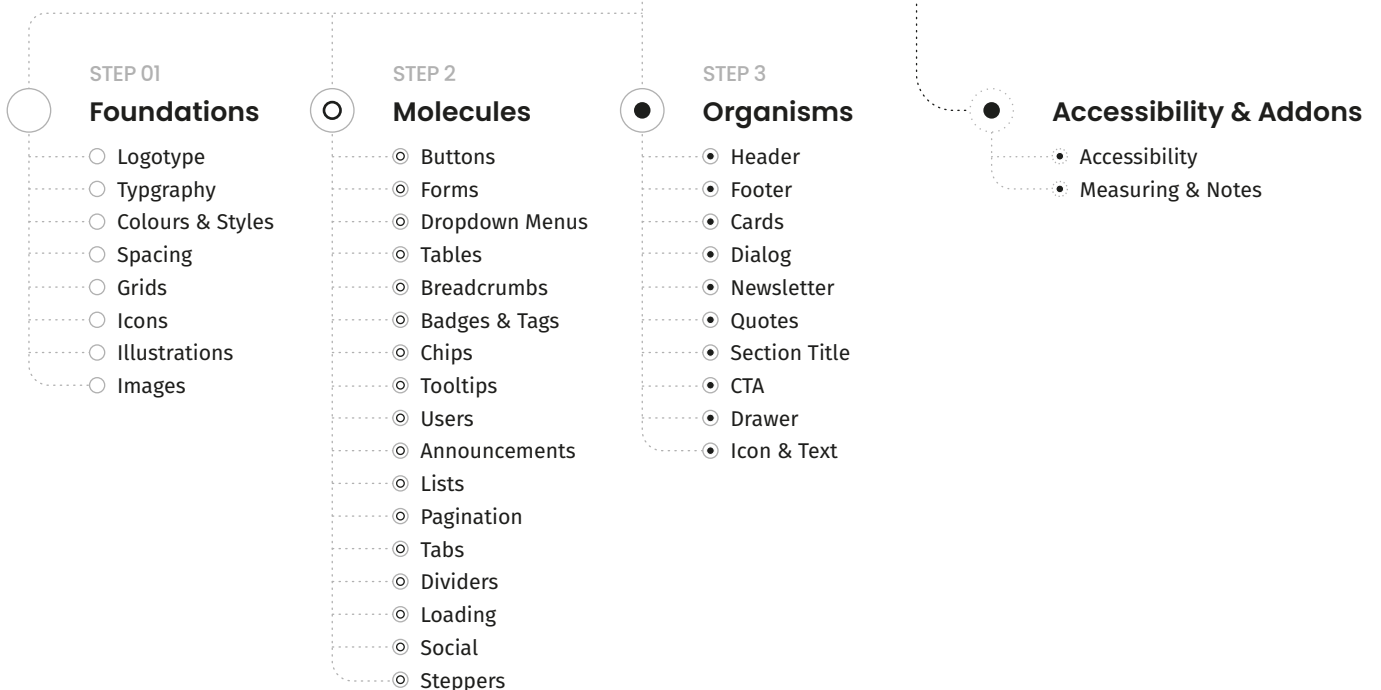 STEP 01
Foundations
Logotype
Typgraphy
Colours & Styles
Spacing
Grids
Icons
Illustrations
Images
STEP 2
Molecules
Buttons
Forms
Dropdown Menus
Tables
Breadcrumbs
Badges & Tags
Chips
Tooltips
Users
Announcements
Lists
Pagination
Tabs
Dividers
Loading
Social
Steppers
STEP 3
Organisms
Header
Footer
Cards
Dialog
Newsletter
Quotes
Section Title
CTA
Drawer
Icon & Text
Accessibility & Addons
Accessibility
Measuring & Notes